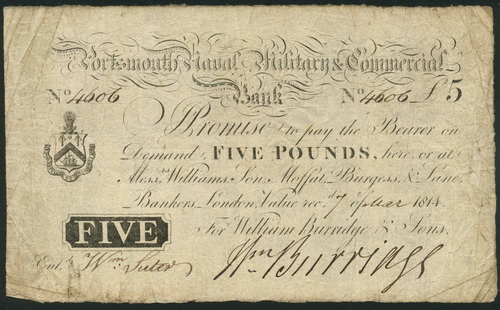 Portsmouth Naval Military & Commercial
Bank
No 4606 No 4606 £5
I Promise to pay the Bearer on
Demand, FIVE POUNDS, here or at
Messrs Williams, Son, Moffat, Burgess, & Lane,
Bankers, London, Value recd. 7 of Mar 1814.
For William Burridge & Sons.
FIVE
Entd. Wm Suter Wm Burridge